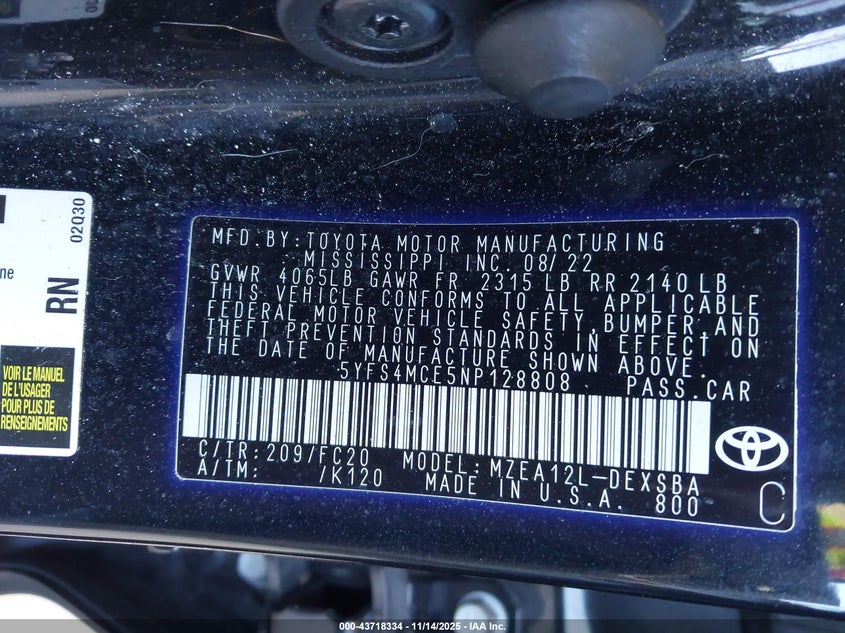 02Q30
ne
RN
VOIR LE MANUEL
DE L'USAGER
POUR PLUS DE
RENSEIGNEMENTS
MFD. BY: TOYOTA MOTOR MANUFACTURING
MISSISSIPPI INC. 08/22
GVWR 4065LB GAWR FR 2315 LB RR 2140 LB
THIS VEHICLE CONFORMS TO ALL APPLICABLE
FEDERAL MOTOR VEHICLE SAFETY, BUMPER, AND
THEFT PREVENTION STANDARDS IN EFFECT ON
THE DATE OF MANUFACTURE SHOWN ABOVE.
5YFS4MCE5NP128808 PASS. CAR
C/TR: 209/FC20 MODEL: MZEA12L-DEXSBA
A/TM: /K120 MADE IN U.S.A. 800
C
000-43718334 — 11/14/2025 — IAA Inc.